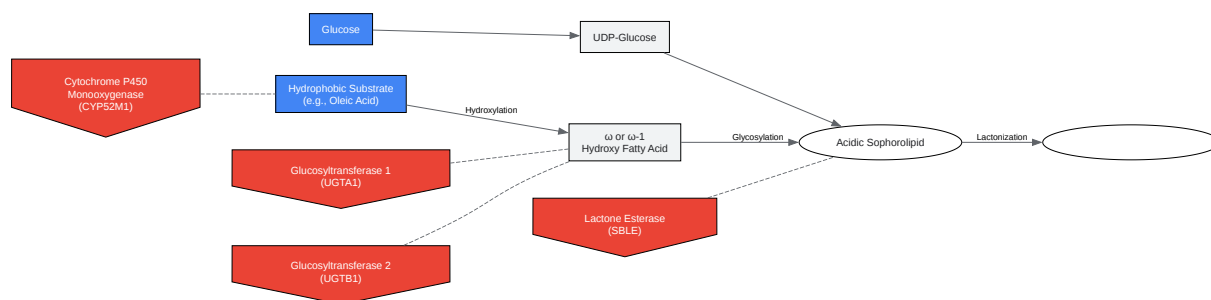 Glucose
UDP-Glucose
Cytochrome P450
Monooxygenase
(CYP52M1)
Hydrophobic Substrate
(e.g., Oleic Acid)
Hydroxylation
ω or ω-1
Hydroxy Fatty Acid
Glycosylation
Acidic Sophorolipid
Lactonization
Glucosyltransferase 1
(UGTA1)
Lactone Esterase
(SBLE)
Glucosyltransferase 2
(UGTB1)